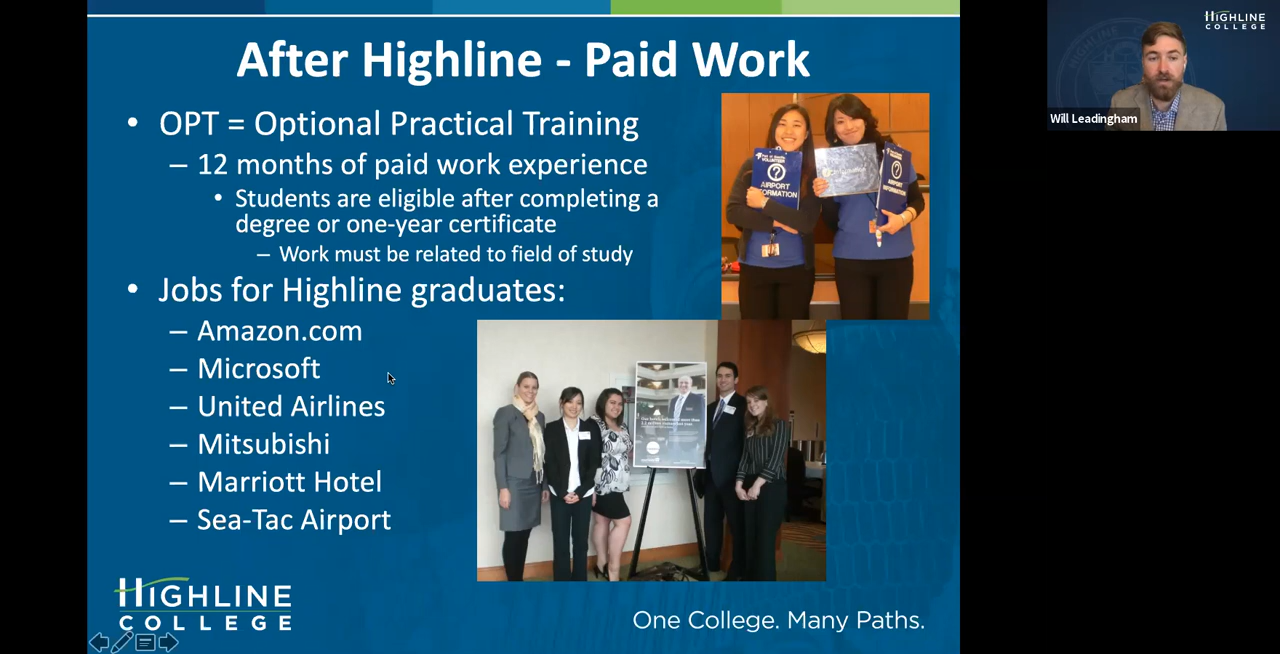 After Highline - Paid Work
• OPT = Optional Practical Training
– 12 months of paid work experience
• Students are eligible after completing a
degree or one-year certificate
– Work must be related to field of study
• Jobs for Highline graduates:
– Amazon.com
– Microsoft
– United Airlines
– Mitsubishi
– Marriott Hotel
– Sea-Tac Airport
HIGHLINE
COLLEGE
One College. Many Paths.
VOLUNTEER
?
AIRPORT
FORMATION
?
AIRPORT
INFORMATION
HIGHLINE
COLLEGE
Will Leadingham